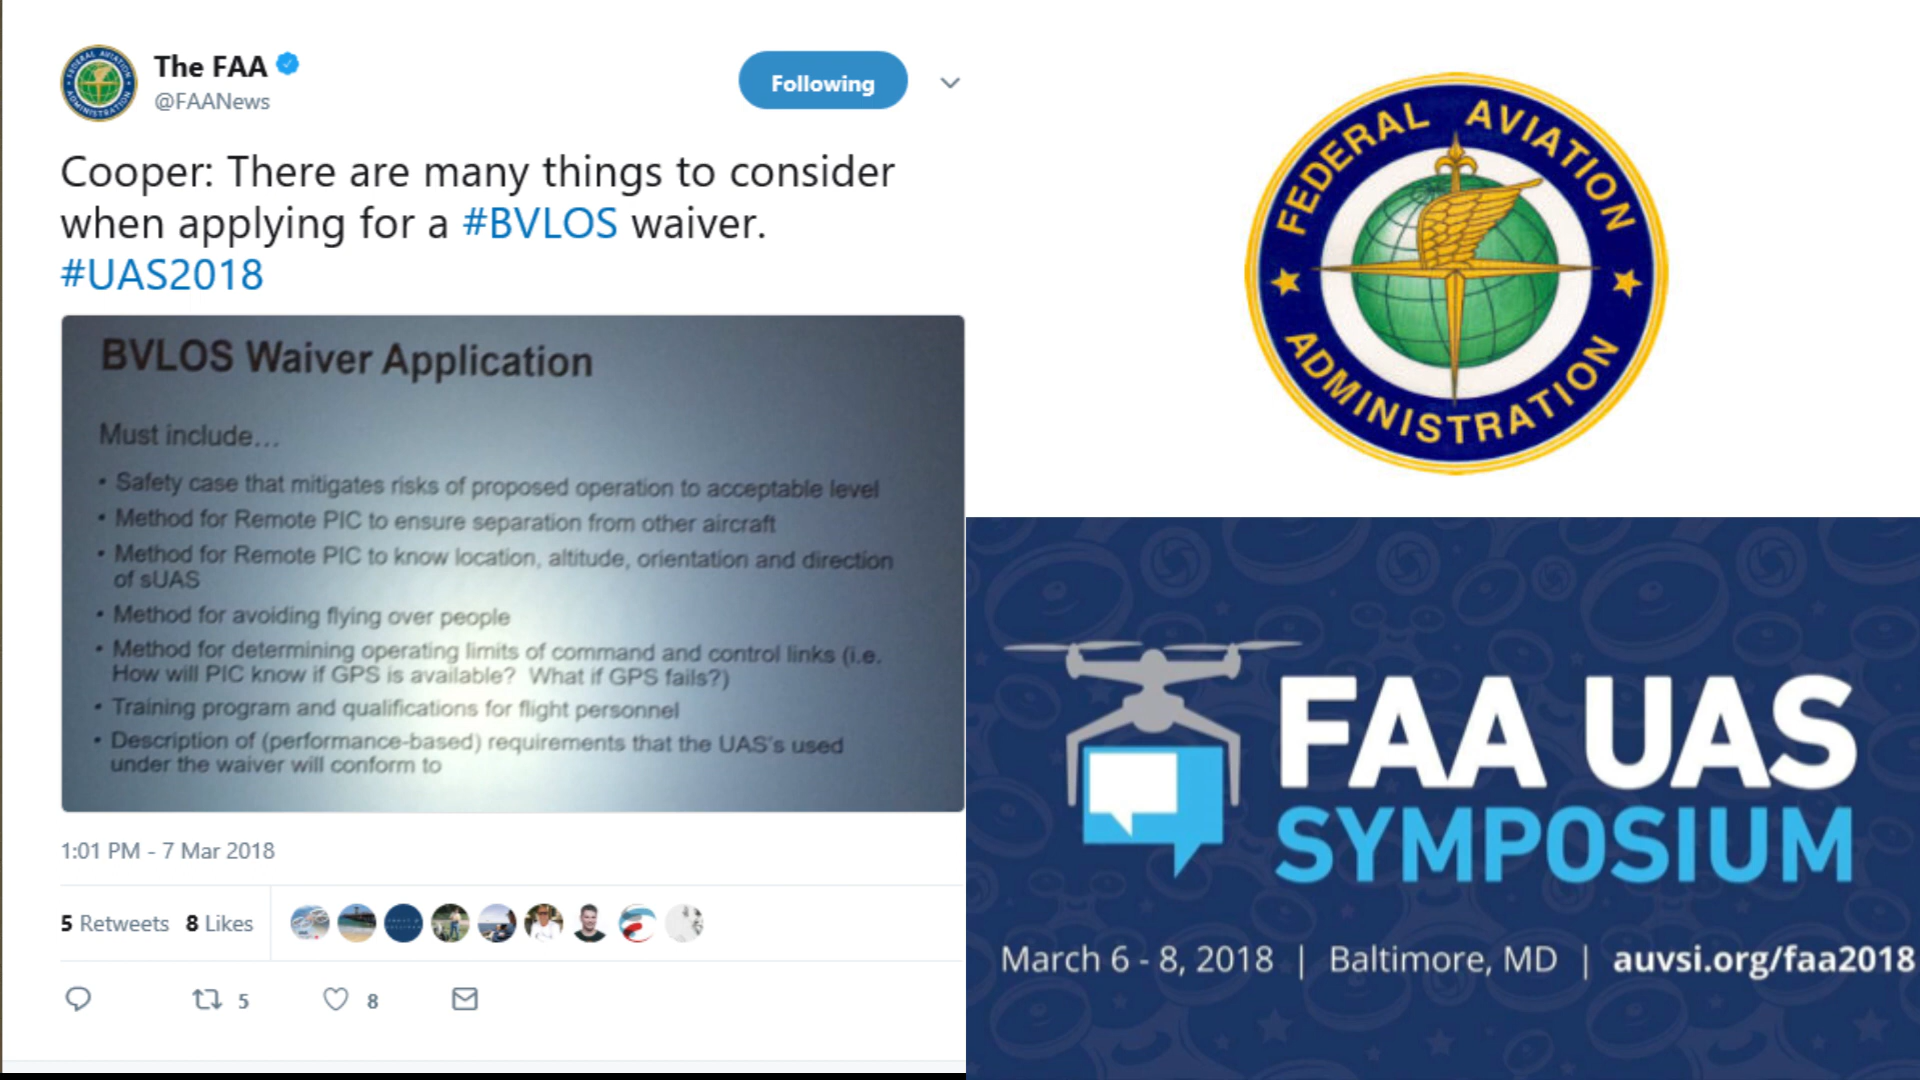 The FAA
@FAANews
Following
Cooper: There are many things to consider
when applying for a #BVLOS waiver.
#UAS2018
BVLOS Waiver Application
Must include...
• Safety case that mitigates risks of proposed operation to acceptable level
• Method for Remote PIC to ensure separation from other aircraft
• Method for Remote PIC to know location, altitude, orientation and direction
of sUAS
• Method for avoiding flying over people
• Method for determining operating limits of command and control links (i.e.
How will PIC know if GPS is available? What if GPS fails?)
• Training program and qualifications for flight personnel
• Description of (performance-based) requirements that the UAS's used
under the waiver will conform to
1:01 PM - 7 Mar 2018
5 Retweets 8 Likes
5 8
FEDERAL AVIATION
ADMINISTRATION
FAA UAS
SYMPOSIUM
March 6 - 8, 2018 | Baltimore, MD | auvsi.org/faa2018